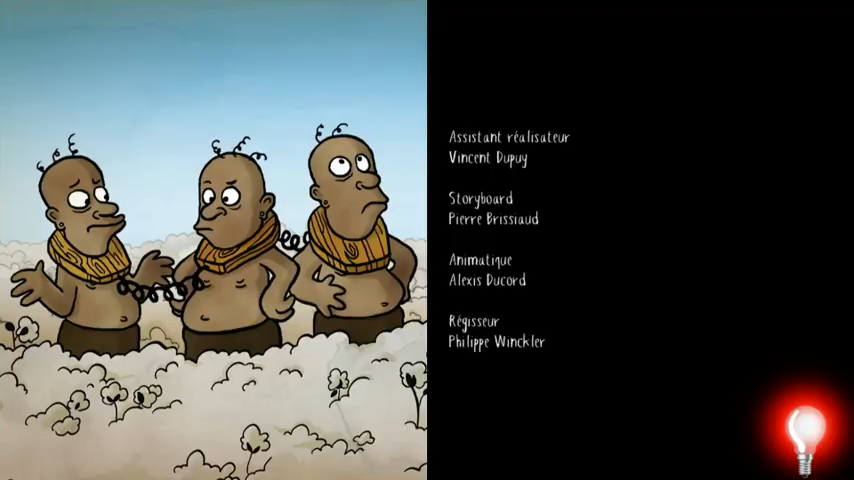 Assistant réalisateur
Vincent Dupuy
Storyboard
Pierre Brissiaud
Animatique
Alexis Ducord
Régisseur
Philippe Winckler